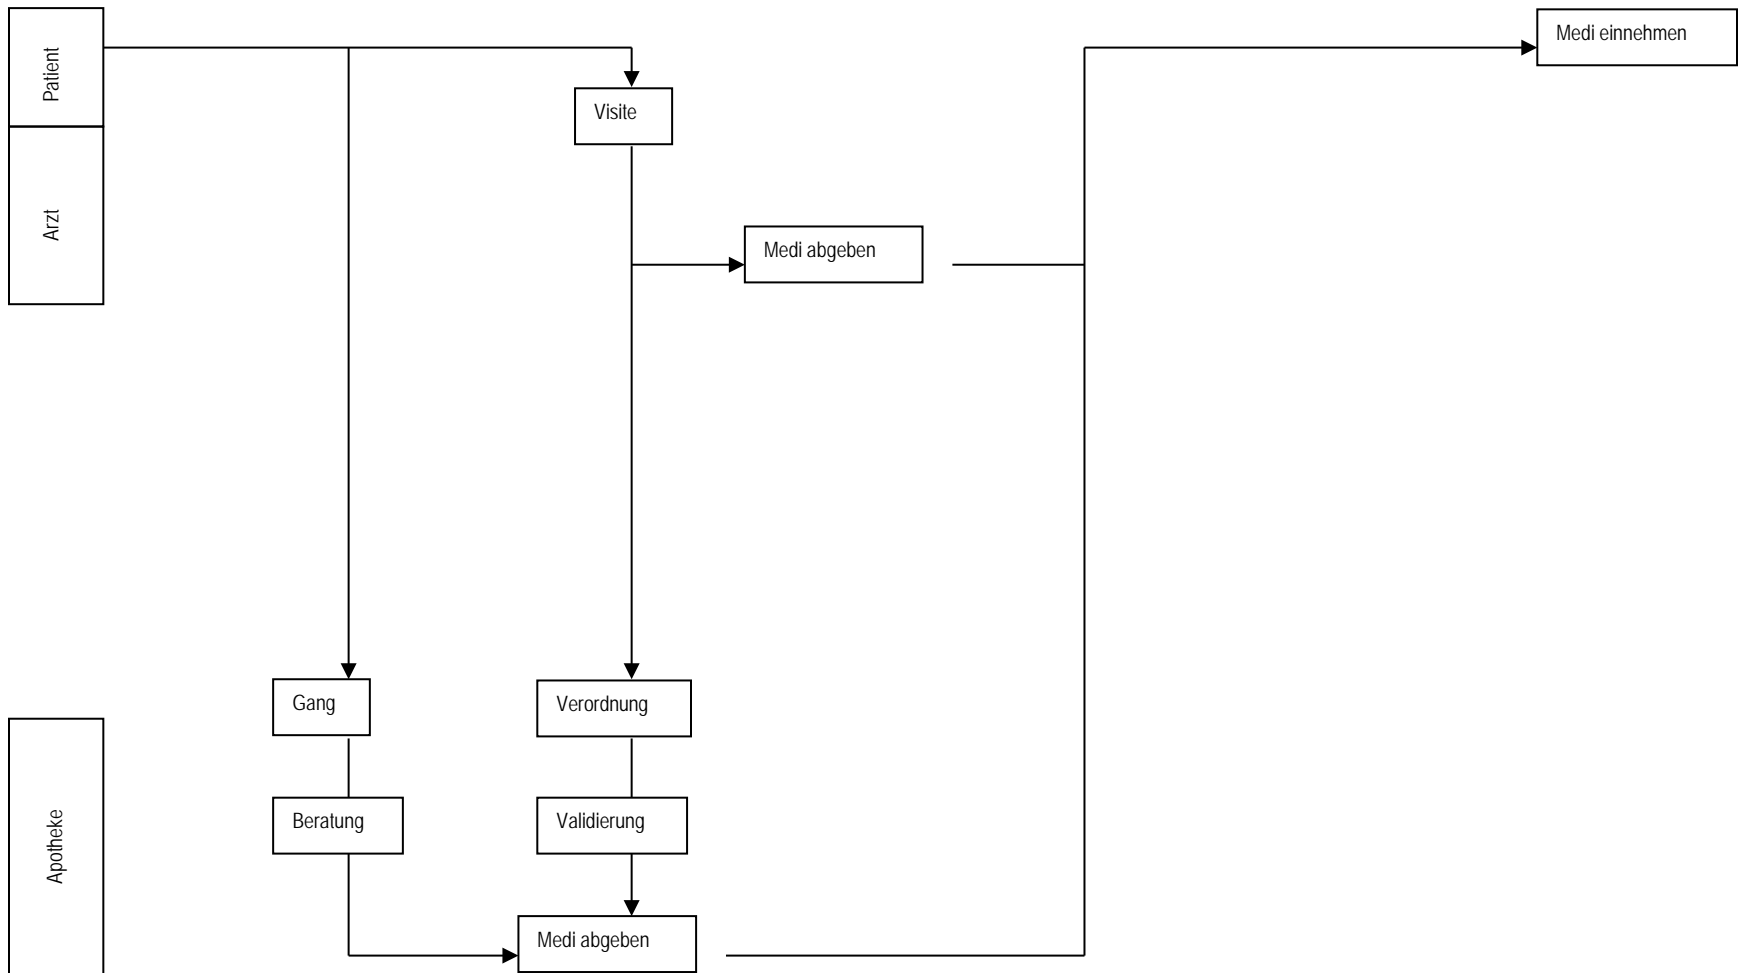 Patient
Medi einnehmen
Visite
Arzt
Medi abgeben
Gang
Verordnung
Apotheke
Beratung
Validierung
Medi abgeben